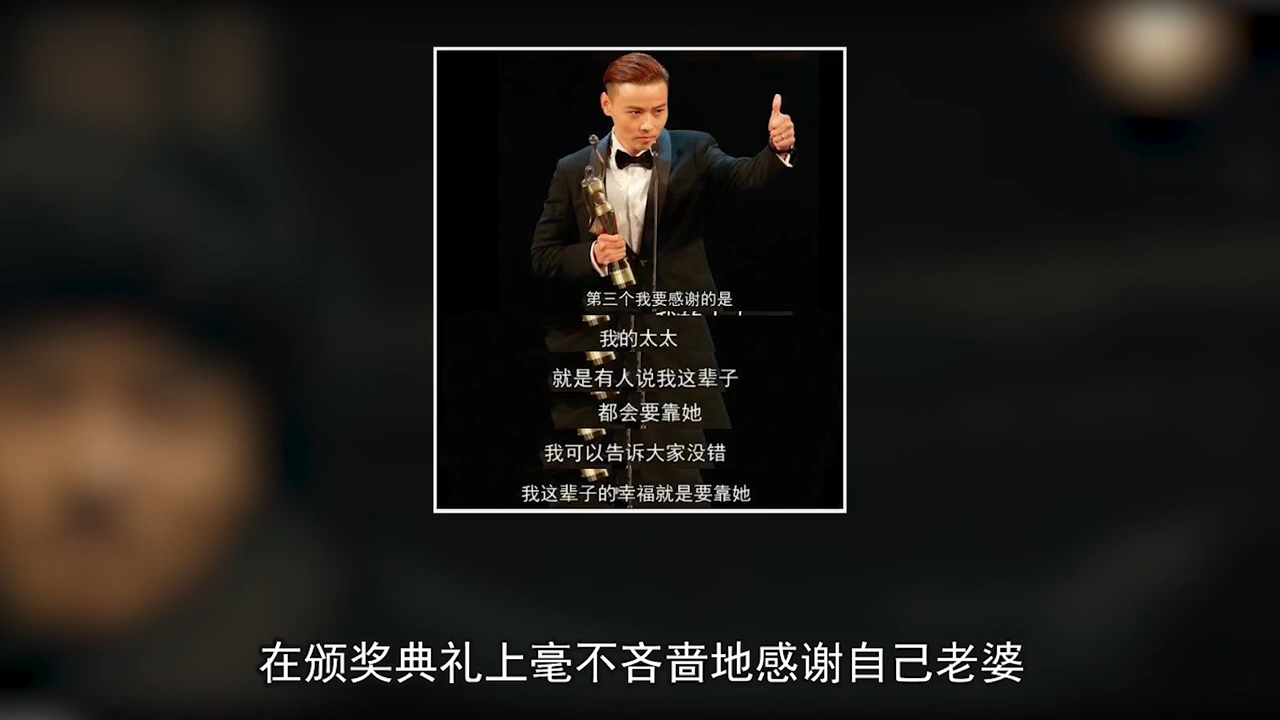 第三个我要感谢的是
我的太太
就是有人说我这辈子
都会要靠她
我可以告诉大家没错
我这辈子的幸福就是要靠她
在颁奖典礼上毫不吝啬地感谢自己老婆